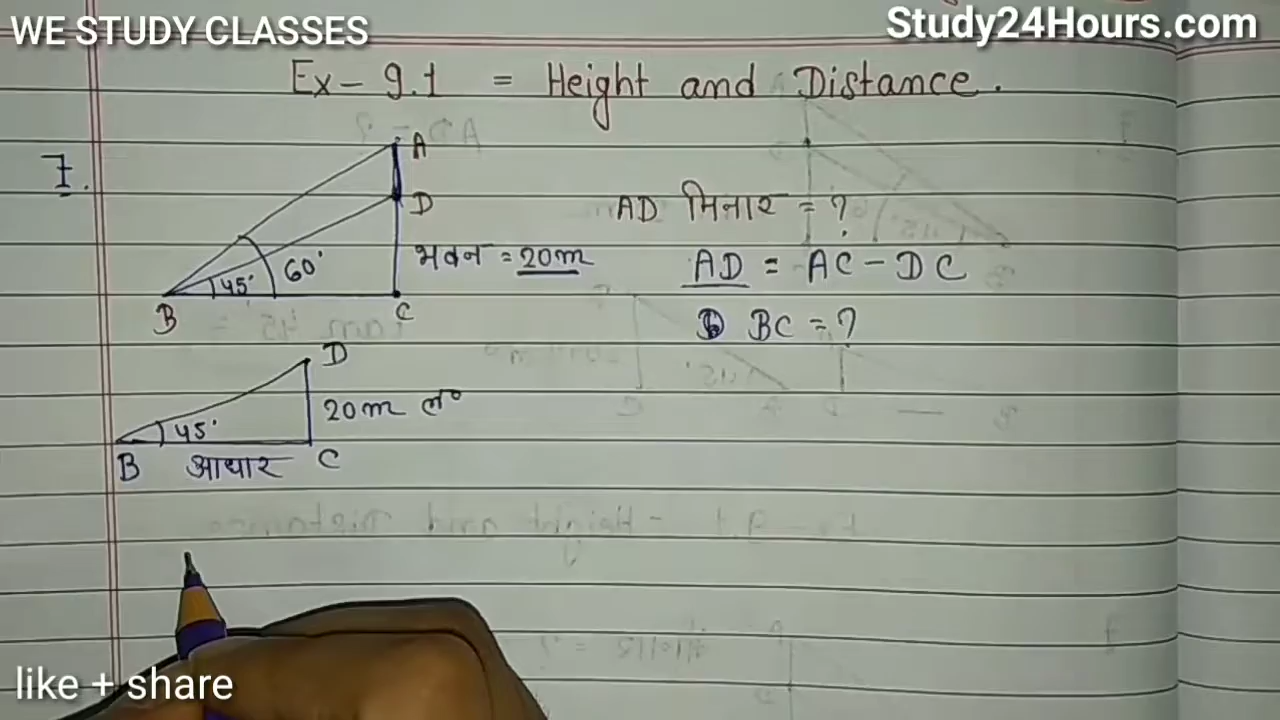 WE STUDY CLASSES
Study24Hours.com
Ex - 9.1 = Height and Distance.
7.
A
D
AD मिनार = ?
भवन = 20m
AD = AC - DC
45° 60°
B
C
BC = ?
D
20m ल०
45°
B आधार C
like + share